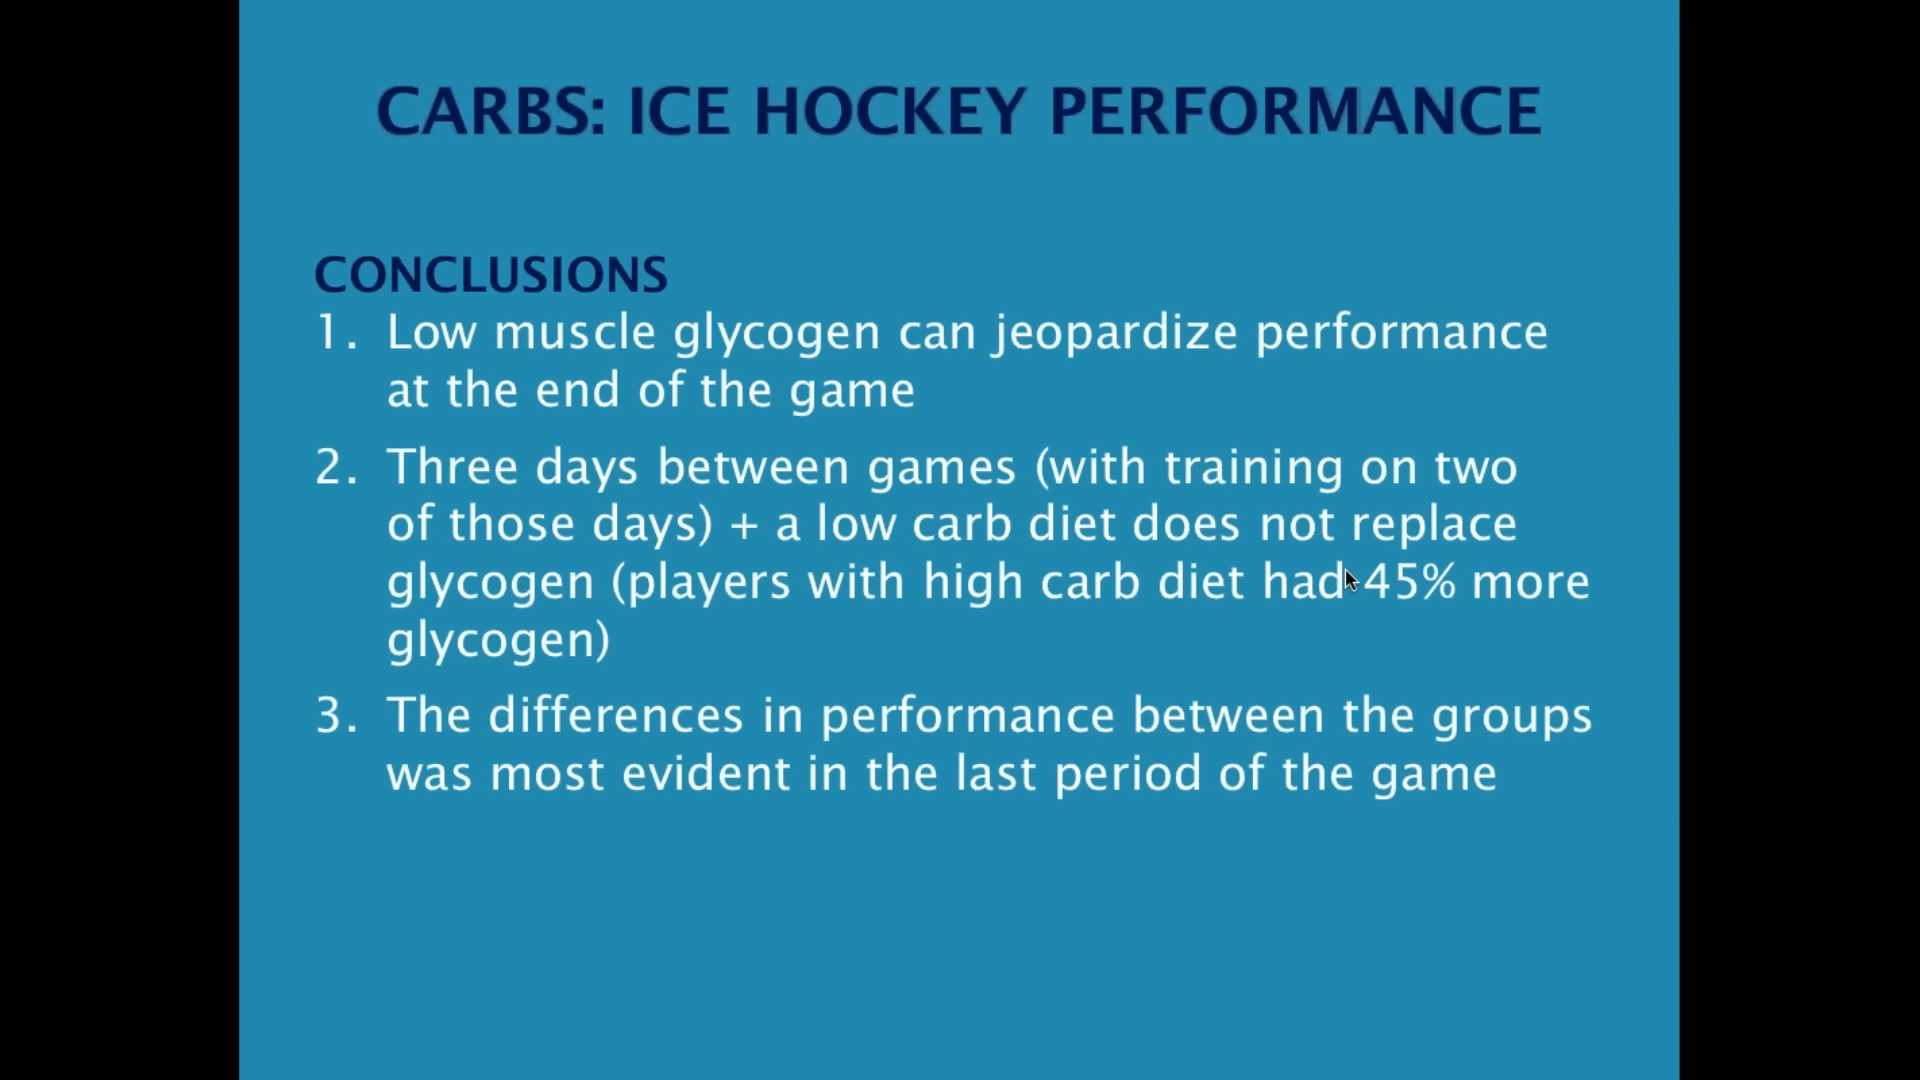 CARBS: ICE HOCKEY PERFORMANCE
CONCLUSIONS
1. Low muscle glycogen can jeopardize performance
at the end of the game
2. Three days between games (with training on two
of those days) + a low carb diet does not replace
glycogen (players with high carb diet had 45% more
glycogen)
3. The differences in performance between the groups
was most evident in the last period of the game